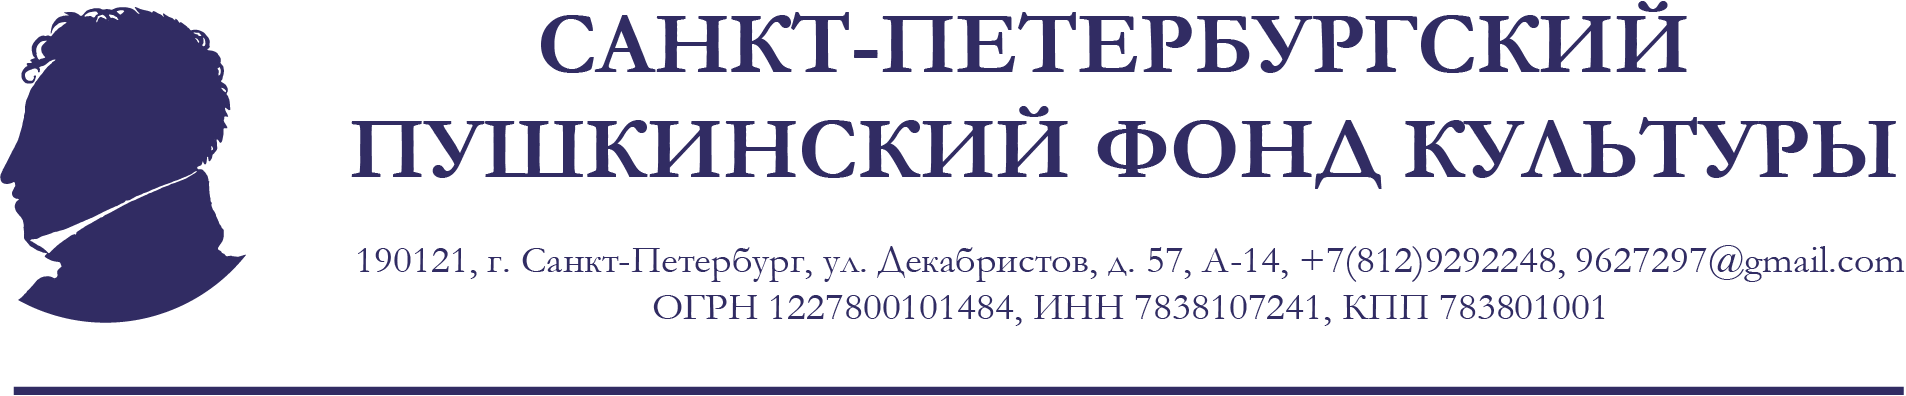 САНКТ-ПЕТЕРБУРГСКИЙ
ПУШКИНСКИЙ ФОНД КУЛЬТУРЫ
190121, г. Санкт-Петербург, ул. Декабристов, д. 57, А-14, +7(812)9292248, 9627297@gmail.com
ОГРН 1227800101484, ИНН 7838107241, КПП 783801001